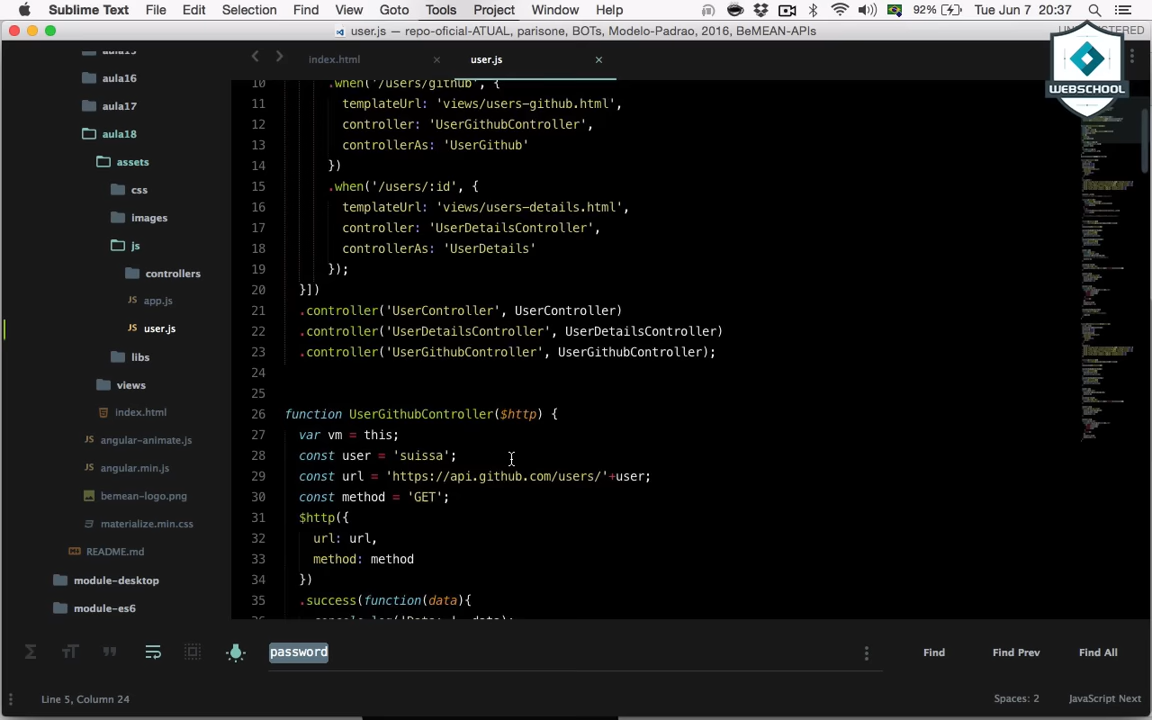 Sublime Text File Edit Selection Find View Goto Tools Project Window Help 92% Tue Jun 7 20:37
user.js — repo-oficial-ATUAL, parisone, BOTs, Modelo-Padrao, 2016, BeMEAN-APIs
WEBSCHOOL
index.html × user.js ×
aula15
aula16
aula17
aula18
assets
css
images
js
controllers
app.js
user.js
libs
views
index.html
angular-animate.js
angular.min.js
bemean-logo.png
materialize.min.css
README.md
module-desktop
module-es6
10 .when('/users/github', {
11 templateUrl: 'views/users-github.html',
12 controller: 'UserGithubController',
13 controllerAs: 'UserGithub'
14 })
15 .when('/users/:id', {
16 templateUrl: 'views/users-details.html',
17 controller: 'UserDetailsController',
18 controllerAs: 'UserDetails'
19 });
20 }])
21 .controller('UserController', UserController)
22 .controller('UserDetailsController', UserDetailsController)
23 .controller('UserGithubController', UserGithubController);
24
25
26 function UserGithubController($http) {
27 var vm = this;
28 const user = 'suissa';
29 const url = 'https://api.github.com/users/'+user;
30 const method = 'GET';
31 $http({
32 url: url,
33 method: method
34 })
35 .success(function(data){
password
Find Find Prev Find All
Line 5, Column 24
Spaces: 2 JavaScript Next